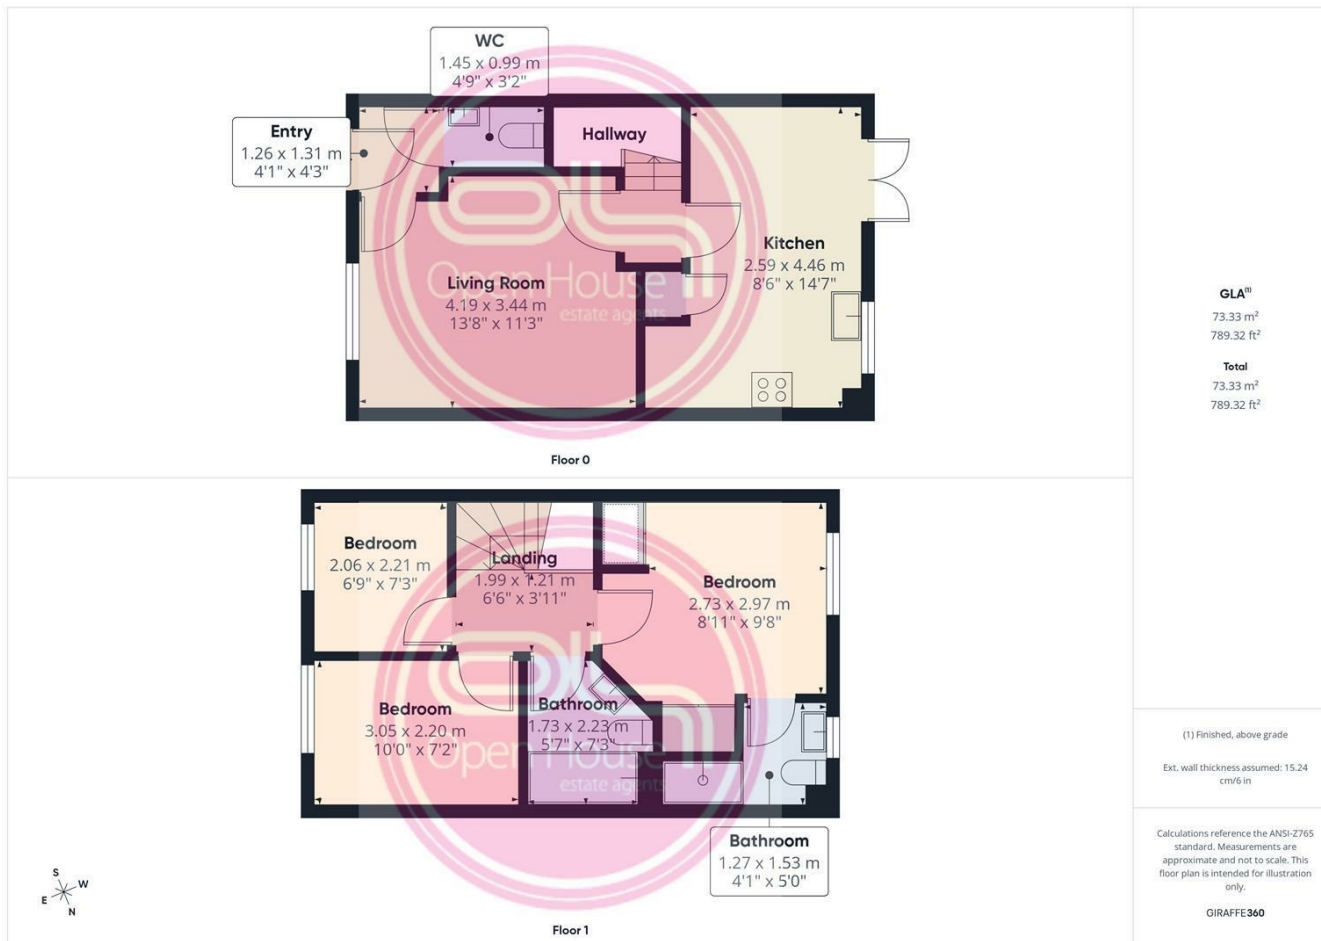 WC
1.45 x 0.99 m
4'9" x 3'2"
Entry
1.26 x 1.31 m
4'1" x 4'3"
Hallway
Kitchen
2.59 x 4.46 m
8'6" x 14'7"
Living Room
4.19 x 3.44 m
13'8" x 11'3"
Open House
estate agents
Floor 0
Bedroom
2.06 x 2.21 m
6'9" x 7'3"
Landing
1.99 x 1.21 m
6'6" x 3'11"
Bedroom
2.73 x 2.97 m
8'11" x 9'8"
Bedroom
3.05 x 2.20 m
10'0" x 7'2"
Bathroom
1.73 x 2.23 m
5'7" x 7'3"
Open House
estate agents
Bathroom
1.27 x 1.53 m
4'1" x 5'0"
S
W
E
N
Floor 1
GLA⁽¹⁾
73.33 m²
789.32 ft²
Total
73.33 m²
789.32 ft²
(1) Finished, above grade
Ext. wall thickness assumed: 15.24
cm/6 in
Calculations reference the ANSI-Z765
standard. Measurements are
approximate and not to scale. This
floor plan is intended for illustration
only.
GIRAFFE360